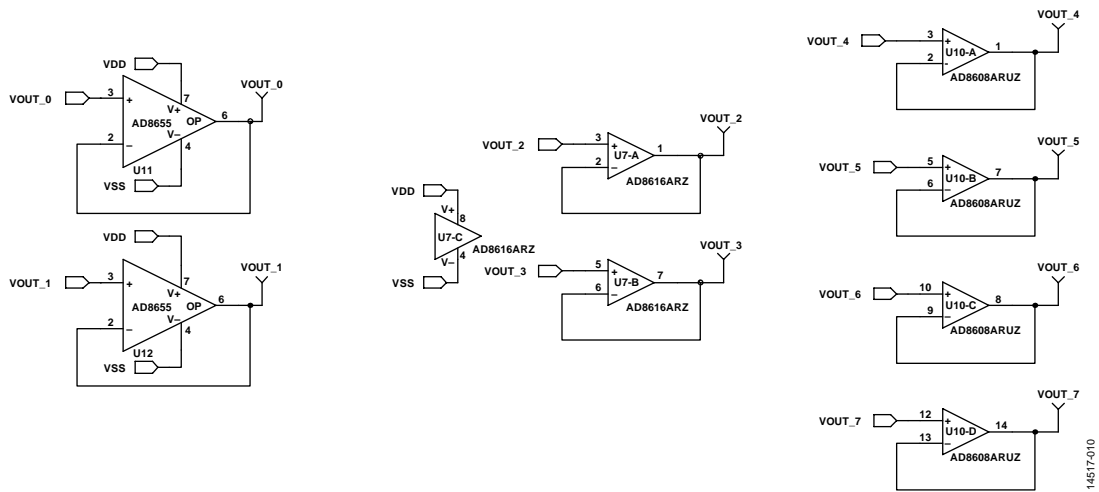 VDD
VOUT_0
3
+
7
V+
AD8655
OP
6
VOUT_0
V–
2
–
4
U11
VSS
VDD
VOUT_1
3
+
7
V+
AD8655
OP
6
VOUT_1
V–
2
–
4
U12
VSS
VDD
V+
8
U7-C
AD8616ARZ
V–
4
VSS
VOUT_2
3
+
U7-A
1
VOUT_2
2
–
AD8616ARZ
VOUT_3
5
+
U7-B
7
VOUT_3
6
–
AD8616ARZ
VOUT_4
3
+
U10-A
1
VOUT_4
2
-
AD8608ARUZ
VOUT_5
5
+
U10-B
7
VOUT_5
6
–
AD8608ARUZ
VOUT_6
10
+
U10-C
8
VOUT_6
9
–
AD8608ARUZ
VOUT_7
12
+
U10-D
14
VOUT_7
13
–
AD8608ARUZ
14517-010